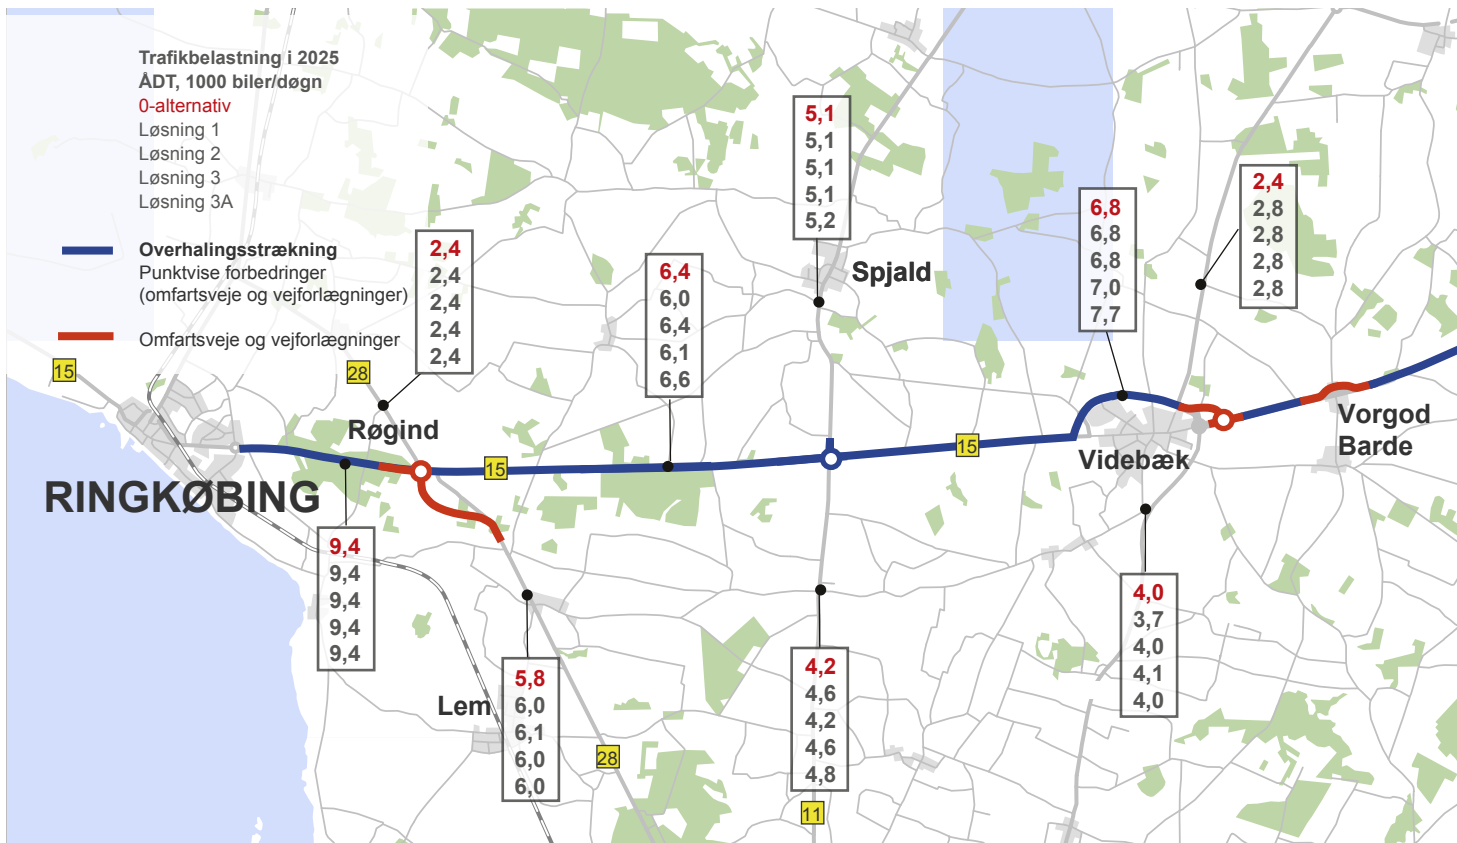 Trafikbelastning i 2025
ÅDT, 1000 biler/døgn
0-alternativ
Løsning 1
Løsning 2
Løsning 3
Løsning 3A
Overhalingsstrækning
Punktvise forbedringer
(omfartsveje og vejforlægninger)
Omfartsveje og vejforlægninger
5,1
5,1
5,1
5,1
5,2
2,4
2,8
2,8
2,8
2,8
6,8
6,8
6,8
7,0
7,7
2,4
2,4
2,4
2,4
2,4
6,4
6,0
6,4
6,1
6,6
Spjald
15
28
Røgind
15
15
Vorgod
Barde
Videbæk
RINGKØBING
9,4
9,4
9,4
9,4
9,4
4,0
3,7
4,0
4,1
4,0
5,8
6,0
6,1
6,0
6,0
4,2
4,6
4,2
4,6
4,8
Lem
28
11